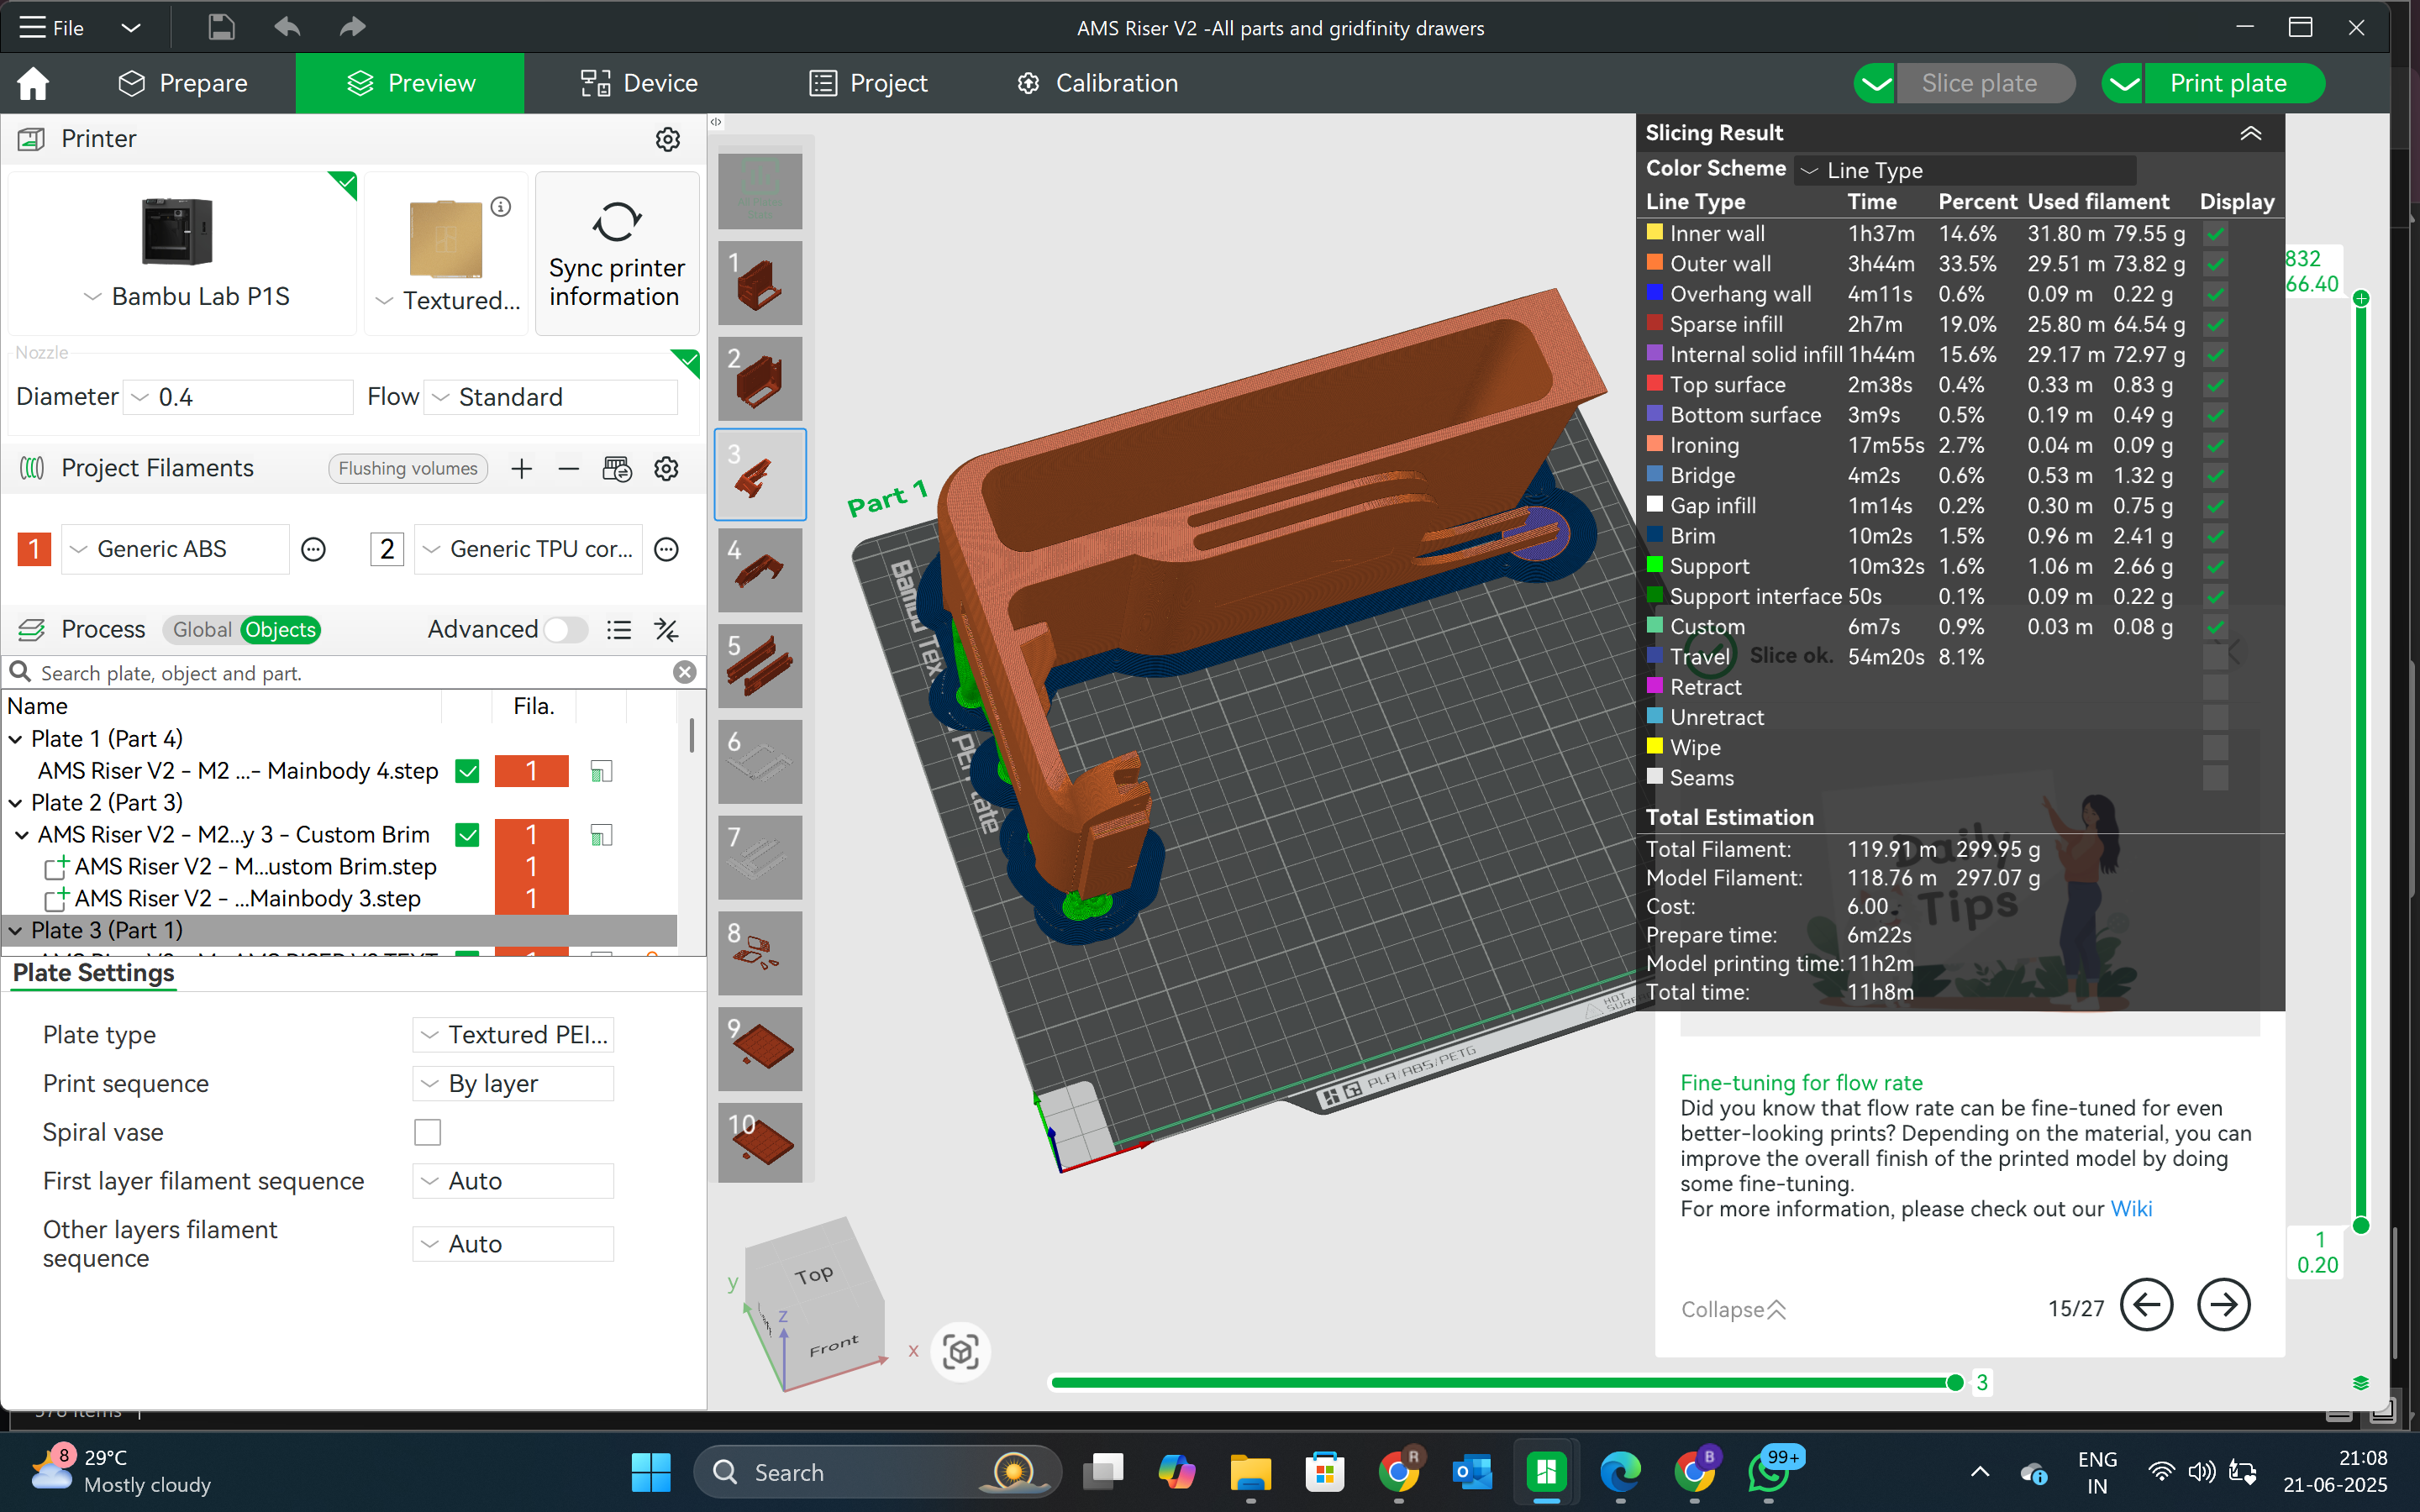 File
AMS Riser V2 -All parts and gridfinity drawers
Prepare
Preview
Device
Project
Calibration
Slice plate
Print plate
Printer
Bambu Lab P1S
Textured...
Sync printer
information
Nozzle
Diameter
0.4
Flow
Standard
Project Filaments
Flushing volumes
1
Generic ABS
2
Generic TPU cor...
Process
Global
Objects
Advanced
Search plate, object and part.
Name
Fila.
Plate 1 (Part 4)
AMS Riser V2 - M2 ...- Mainbody 4.step
1
Plate 2 (Part 3)
AMS Riser V2 - M2...y 3 - Custom Brim
1
AMS Riser V2 - M...ustom Brim.step
1
AMS Riser V2 - ...Mainbody 3.step
1
Plate 3 (Part 1)
Plate Settings
Plate type
Textured PEI...
Print sequence
By layer
Spiral vase
First layer filament sequence
Auto
Other layers filament
sequence
Auto
1
2
3
4
5
6
7
8
9
10
Part 1
PLA/ABS/PETG
HOT
Top
Front
x
y
z
Slicing Result
Color Scheme
Line Type
Line Type Time Percent Used filament Display
Inner wall 1h37m 14.6% 31.80 m 79.55 g
Outer wall 3h44m 33.5% 29.51 m 73.82 g
Overhang wall 4m11s 0.6% 0.09 m 0.22 g
Sparse infill 2h7m 19.0% 25.80 m 64.54 g
Internal solid infill 1h44m 15.6% 29.17 m 72.97 g
Top surface 2m38s 0.4% 0.33 m 0.83 g
Bottom surface 3m9s 0.5% 0.19 m 0.49 g
Ironing 17m55s 2.7% 0.04 m 0.09 g
Bridge 4m2s 0.6% 0.53 m 1.32 g
Gap infill 1m14s 0.2% 0.30 m 0.75 g
Brim 10m2s 1.5% 0.96 m 2.41 g
Support 10m32s 1.6% 1.06 m 2.66 g
Support interface 50s 0.1% 0.09 m 0.22 g
Custom 6m7s 0.9% 0.03 m 0.08 g
Travel 54m20s 8.1%
Slice ok.
Retract
Unretract
Wipe
Seams
Total Estimation
Total Filament: 119.91 m 299.95 g
Model Filament: 118.76 m 297.07 g
Cost: 6.00
Prepare time: 6m22s
Model printing time: 11h2m
Total time: 11h8m
Daily
Tips
832
66.40
1
0.20
Fine-tuning for flow rate
Did you know that flow rate can be fine-tuned for even
better-looking prints? Depending on the material, you can
improve the overall finish of the printed model by doing
some fine-tuning.
For more information, please check out our Wiki
Collapse
15/27
3
8
29°C
Mostly cloudy
Search
R
B
99+
ENG
IN
21:08
21-06-2025